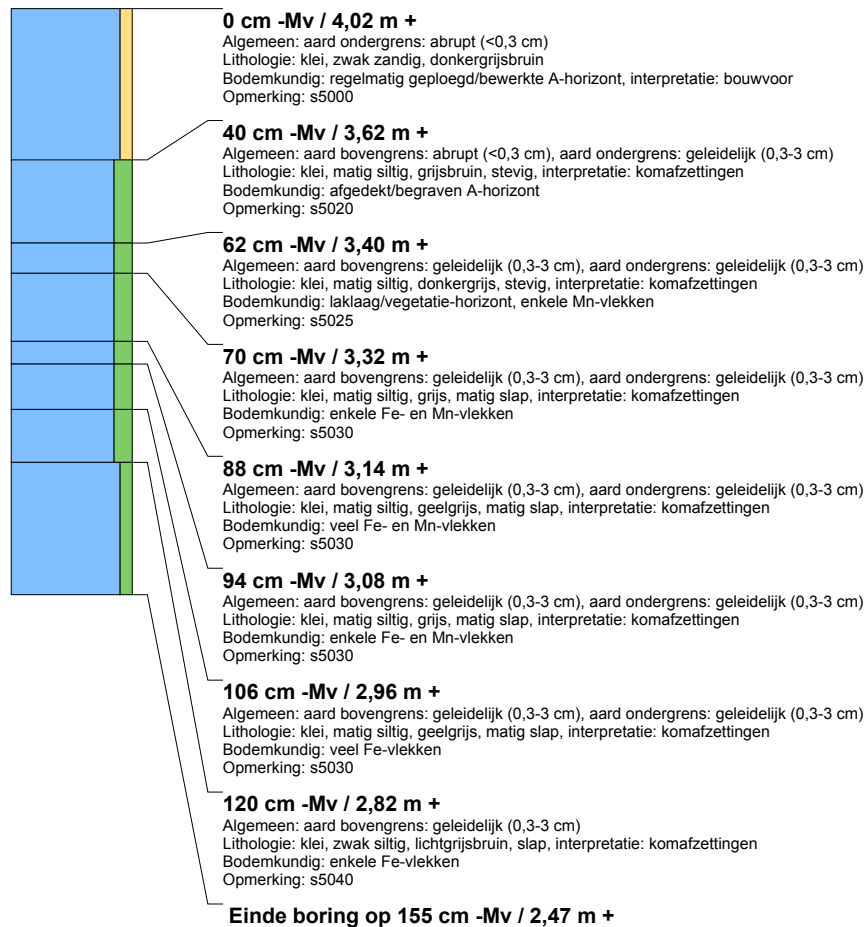 0 cm -Mv / 4,02 m +
Algemeen: aard ondergrens: abrupt (<0,3 cm)
Lithologie: klei, zwak zandig, donkergrijsbruin
Bodemkundig: regelmatig geploegd/bewerkte A-horizont, interpretatie: bouwvoor
Opmerking: s5000
40 cm -Mv / 3,62 m +
Algemeen: aard bovengrens: abrupt (<0,3 cm), aard ondergrens: geleidelijk (0,3-3 cm)
Lithologie: klei, matig siltig, grijsbruin, stevig, interpretatie: komafzettingen
Bodemkundig: afgedekt/begraven A-horizont
Opmerking: s5020
62 cm -Mv / 3,40 m +
Algemeen: aard bovengrens: geleidelijk (0,3-3 cm), aard ondergrens: geleidelijk (0,3-3 cm)
Lithologie: klei, matig siltig, donkergrijs, stevig, interpretatie: komafzettingen
Bodemkundig: laklaag/vegetatie-horizont, enkele Mn-vlekken
Opmerking: s5025
70 cm -Mv / 3,32 m +
Algemeen: aard bovengrens: geleidelijk (0,3-3 cm), aard ondergrens: geleidelijk (0,3-3 cm)
Lithologie: klei, matig siltig, grijs, matig slap, interpretatie: komafzettingen
Bodemkundig: enkele Fe- en Mn-vlekken
Opmerking: s5030
88 cm -Mv / 3,14 m +
Algemeen: aard bovengrens: geleidelijk (0,3-3 cm), aard ondergrens: geleidelijk (0,3-3 cm)
Lithologie: klei, matig siltig, geelgrijs, matig slap, interpretatie: komafzettingen
Bodemkundig: veel Fe- en Mn-vlekken
Opmerking: s5030
94 cm -Mv / 3,08 m +
Algemeen: aard bovengrens: geleidelijk (0,3-3 cm), aard ondergrens: geleidelijk (0,3-3 cm)
Lithologie: klei, matig siltig, grijs, matig slap, interpretatie: komafzettingen
Bodemkundig: enkele Fe- en Mn-vlekken
Opmerking: s5030
106 cm -Mv / 2,96 m +
Algemeen: aard bovengrens: geleidelijk (0,3-3 cm), aard ondergrens: geleidelijk (0,3-3 cm)
Lithologie: klei, matig siltig, geelgrijs, matig slap, interpretatie: komafzettingen
Bodemkundig: veel Fe-vlekken
Opmerking: s5030
120 cm -Mv / 2,82 m +
Algemeen: aard bovengrens: geleidelijk (0,3-3 cm)
Lithologie: klei, zwak siltig, lichtgrijsbruin, slap, interpretatie: komafzettingen
Bodemkundig: enkele Fe-vlekken
Opmerking: s5040
Einde boring op 155 cm -Mv / 2,47 m +